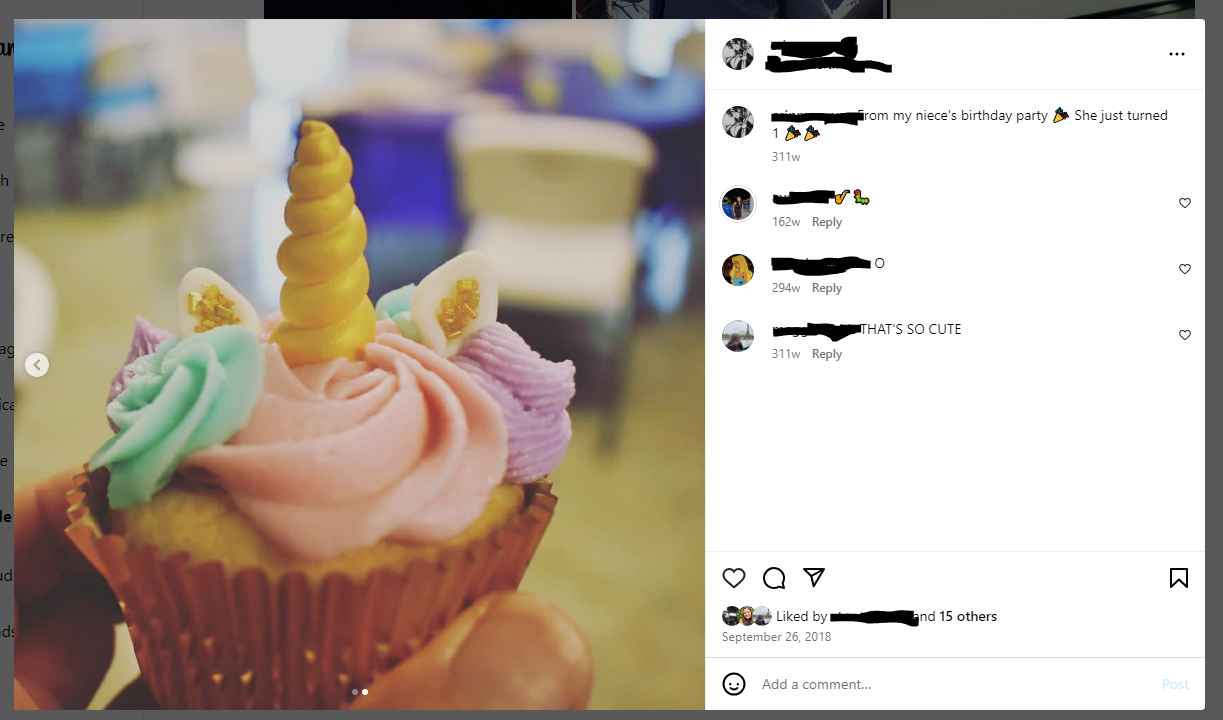 From my niece's birthday party 🎉 She just turned
1 🎉 🎉
311w
🎷 🐛
162w Reply
O
294w Reply
THAT'S SO CUTE
311w Reply
Liked by and 15 others
September 26, 2018
Add a comment...
Post